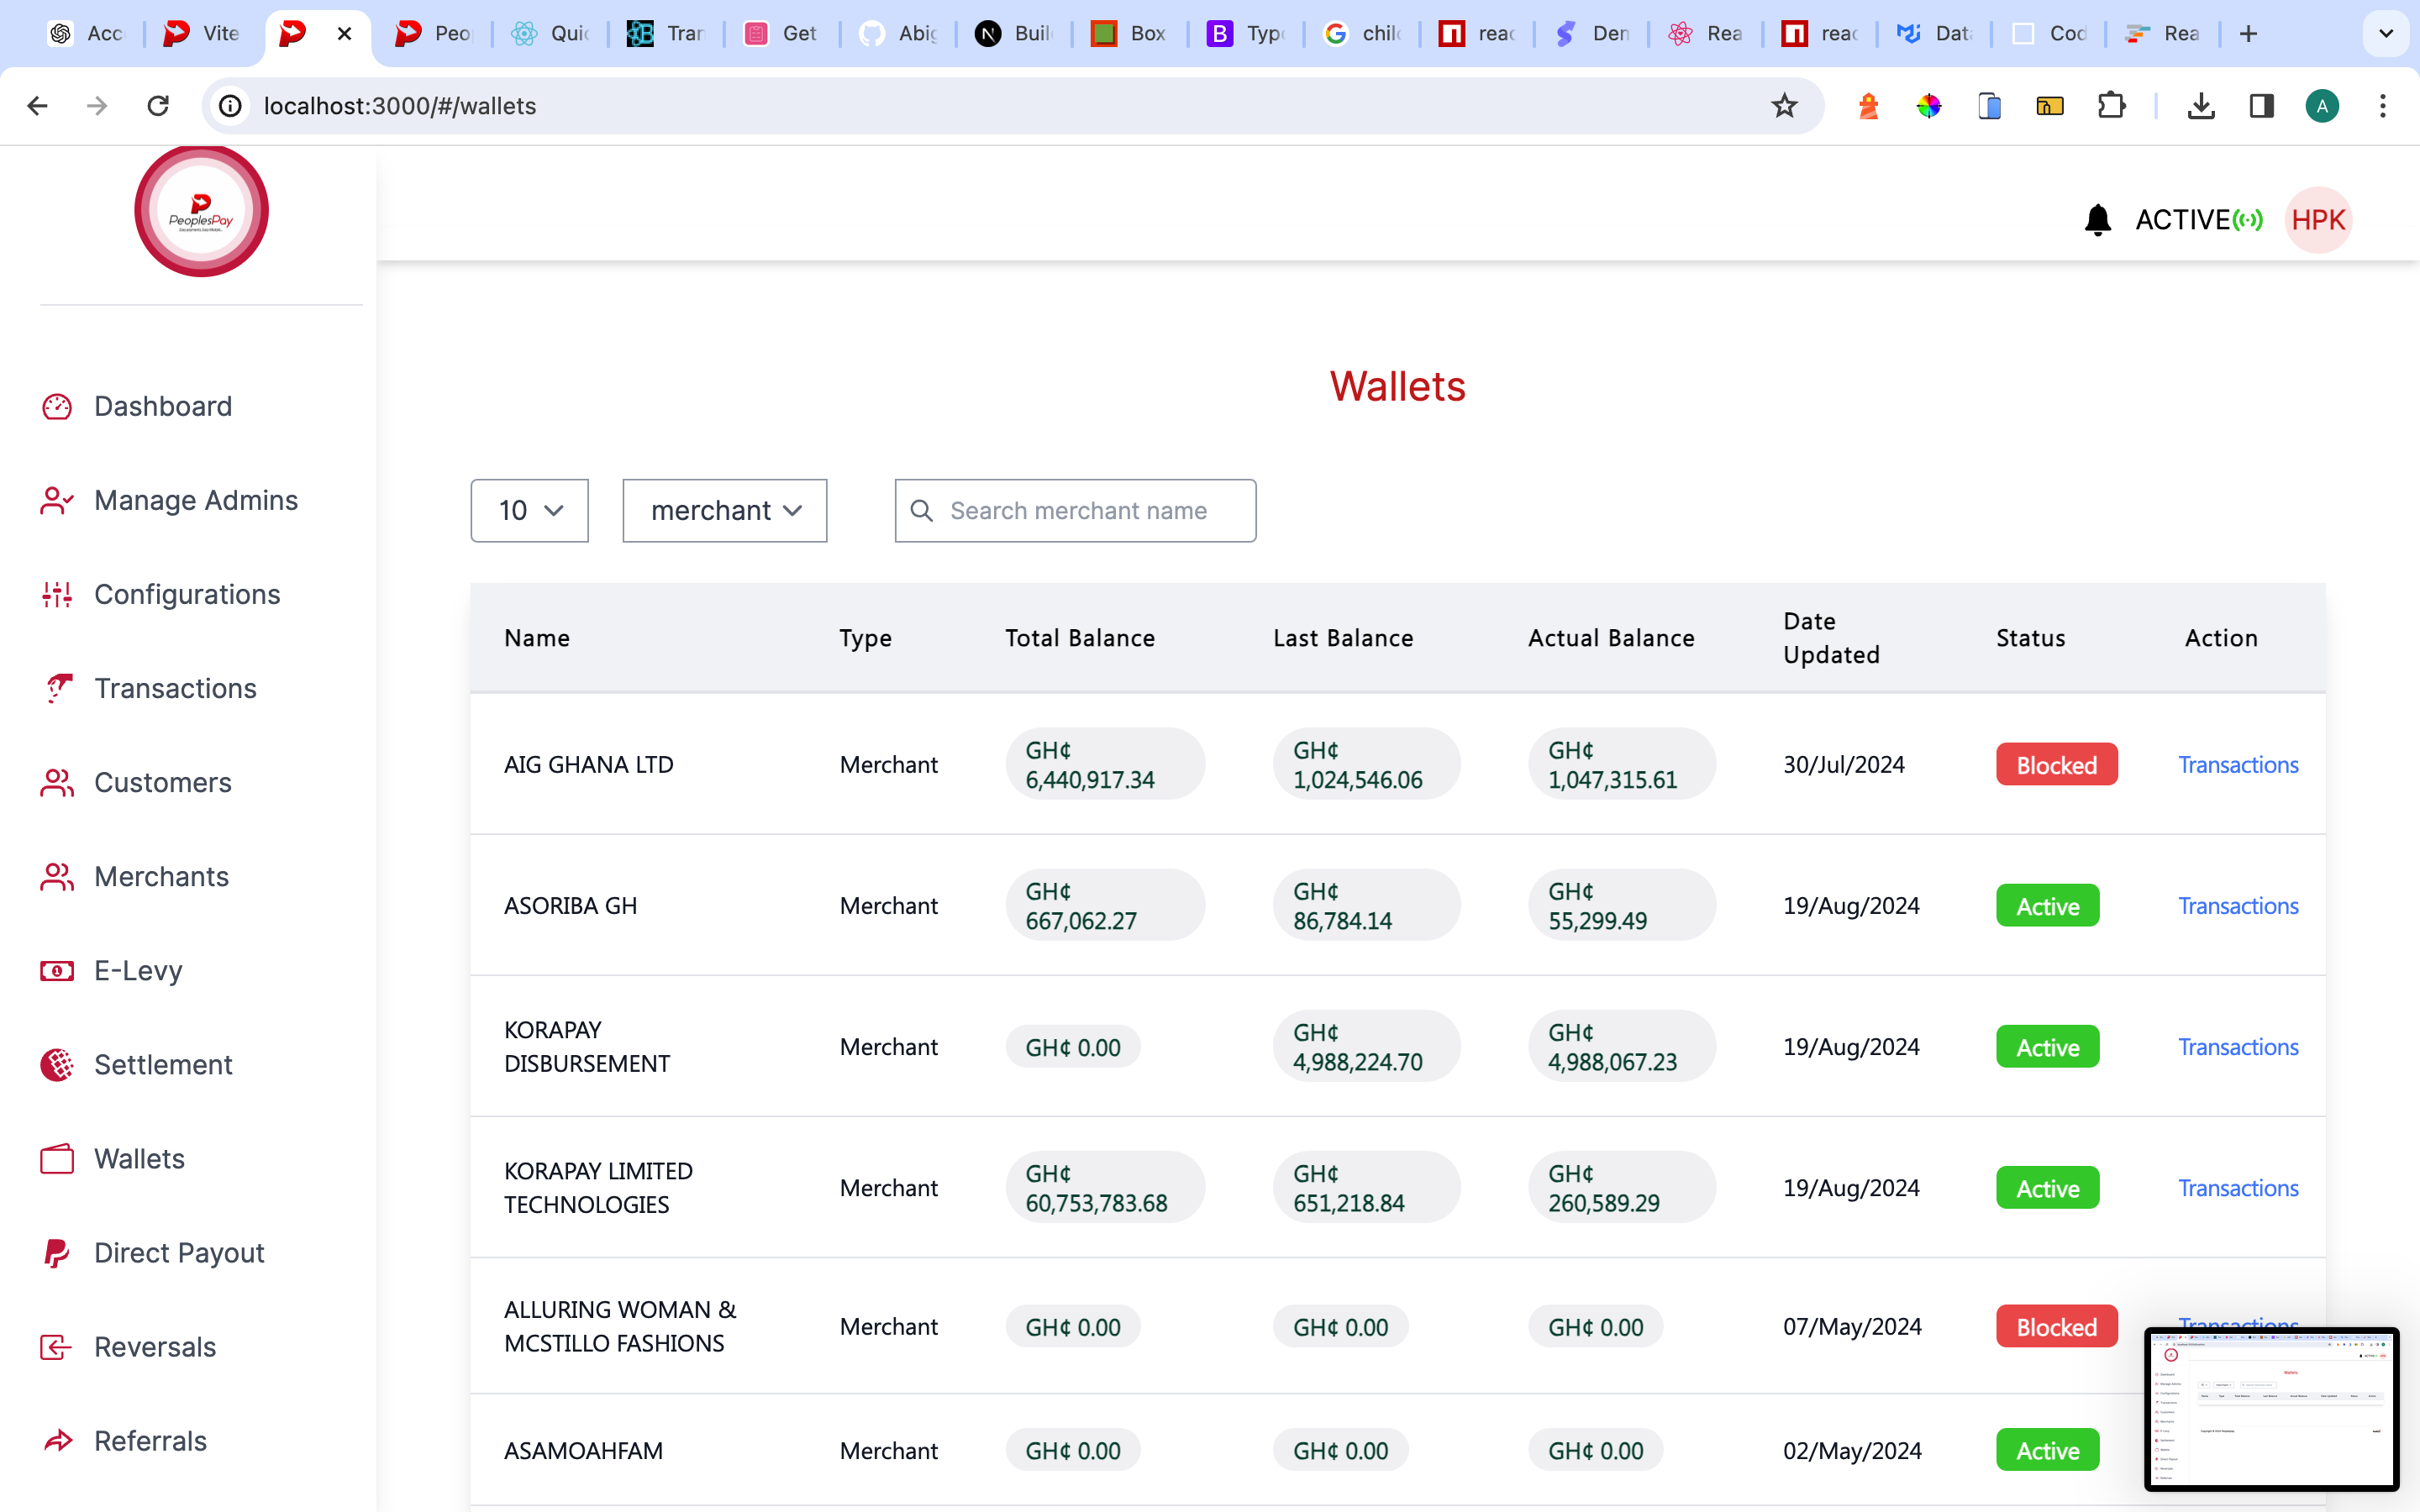 Acc
Vite
Peo
Quic
Tran
Get
Abig
Buil
Box
Typo
chilc
reac
Den
Rea
reac
Data
Cod
Rea
localhost:3000/#/wallets
A
PeoplesPay
ACTIVE
HPK
Dashboard
Manage Admins
Configurations
Transactions
Customers
Merchants
E-Levy
Settlement
Wallets
Direct Payout
Reversals
Referrals
Wallets
10
merchant
Search merchant name
Name Type Total Balance Last Balance Actual Balance Date Updated Status Action
AIG GHANA LTD Merchant GH¢ 6,440,917.34 GH¢ 1,024,546.06 GH¢ 1,047,315.61 30/Jul/2024 Blocked Transactions
ASORIBA GH Merchant GH¢ 667,062.27 GH¢ 86,784.14 GH¢ 55,299.49 19/Aug/2024 Active Transactions
KORAPAY DISBURSEMENT Merchant GH¢ 0.00 GH¢ 4,988,224.70 GH¢ 4,988,067.23 19/Aug/2024 Active Transactions
KORAPAY LIMITED TECHNOLOGIES Merchant GH¢ 60,753,783.68 GH¢ 651,218.84 GH¢ 260,589.29 19/Aug/2024 Active Transactions
ALLURING WOMAN & MCSTILLO FASHIONS Merchant GH¢ 0.00 GH¢ 0.00 GH¢ 0.00 07/May/2024 Blocked Transactions
ASAMOAHFAM Merchant GH¢ 0.00 GH¢ 0.00 GH¢ 0.00 02/May/2024 Active